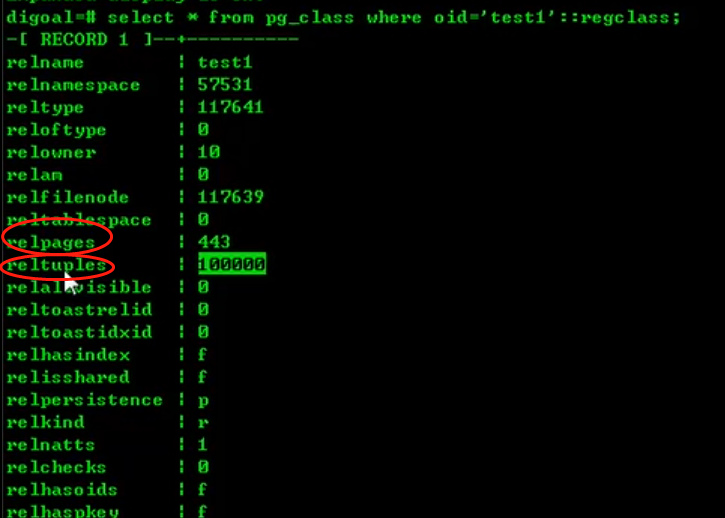 digoal=# select * from pg_class where oid='test1'::regclass;
-[ RECORD 1 ]--+----------
relname | test1
relnamespace | 57531
reltype | 117641
reloftype | 0
relowner | 10
relam | 0
relfilenode | 117639
reltablespace | 0
relpages | 443
reltuples | 100000
relallvisible | 0
reltoastrelid | 0
reltoastidxid | 0
relhasindex | f
relisshared | f
relpersistence | p
relkind | r
relnatts | 1
relchecks | 0
relhasoids | f
relhaspkey | f